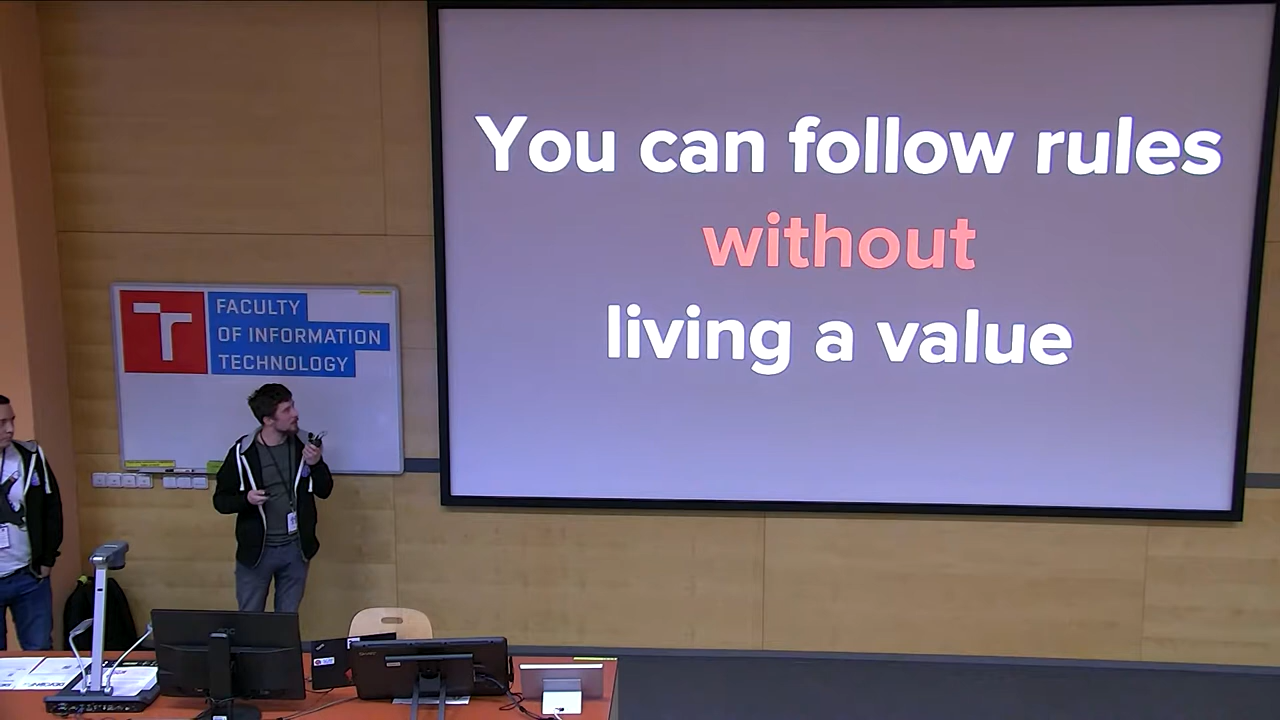 You can follow rules
without
living a value
FACULTY
OF INFORMATION
TECHNOLOGY